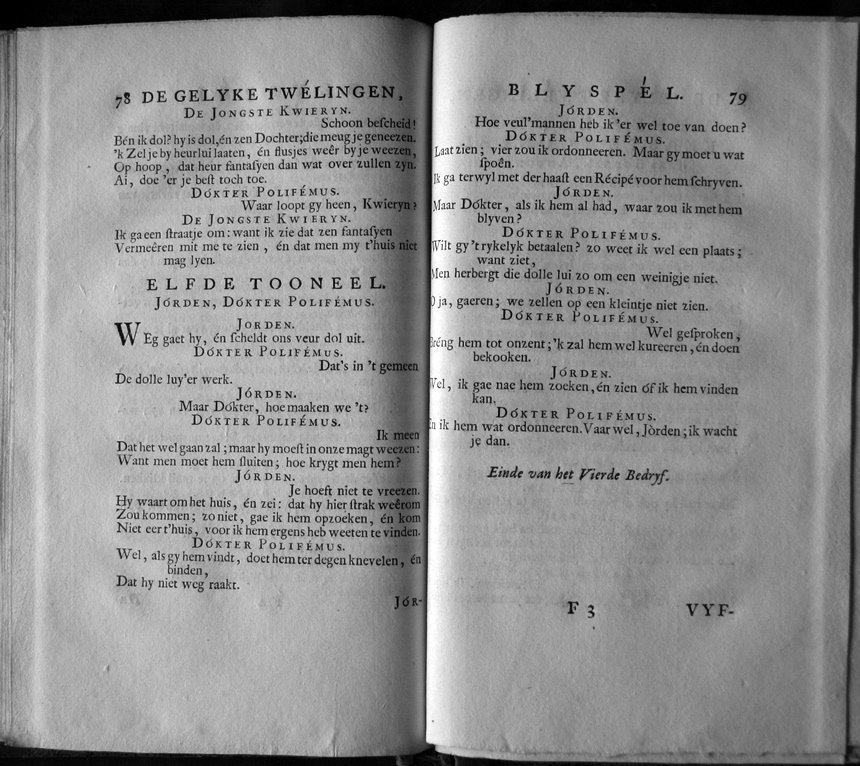 78 DE GELYKE TWÉLINGEN,
DE JONGSTE KWIERYN.
Schoon beſcheid!
Bén ik dol? hy is dol, én zen Dochter; die meug je geneezen.
'k Zel je by heur lui laaten, én fluſjes weêr by je weezen,
Op hoop, dat heur fantaſyen dan wat over zullen zyn.
Ai, doe 'er je beſt toch toe.
DÓKTER POLIFÉMUS.
Waar loopt gy heen, Kwieryn?
DE JONGSTE KWIERYN.
Ik ga een ſtraatje om: want ik zie dat zen fantaſyen
Vermeêren mit me te zien, én dat men my t'huis niet
mag lyen.
ELFDE TOONEEL.
JÓRDEN, DÓKTER POLIFÉMUS.
JORDEN.
WEg gaet hy, én ſcheldt ons veur dol uit.
DÓKTER POLIFÉMUS.
Dat's in 't gemeen
De dolle luy'er werk.
JÓRDEN.
Maar Dókter, hoe maaken we 't?
DÓKTER POLIFÉMUS.
Ik meen
Dat het wel gaan zal; maar hy moeſt in onze magt weezen:
Want men moet hem ſluiten; hoe krygt men hem?
JÓRDEN.
Je hoeft niet te vreezen.
Hy waart om het huis, én zei: dat hy hier ſtrak weêrom
Zou kommen; zo niet, gae ik hem opzoeken, én kom
Niet eer t'huis, voor ik hem ergens heb weeten te vinden.
DÓKTER POLIFÉMUS.
Wel, als gy hem vindt, doet hem ter degen knevelen, én
binden,
Dat hy niet weg raakt.
JÓR-
BLYSPÉL. 79
JÓRDEN.
Hoe veul'mannen héb ik 'er wel toe van doen?
DÓKTER POLIFÉMUS.
Laat zien; vier zou ik ordonneeren. Maar gy moet u wat
ſpoên.
Ik ga terwyl met der haaſt een Récipé voor hem ſchryven.
JÓRDEN.
Maar Dókter, als ik hem al had, waar zou ik met hem
blyven?
DÓKTER POLIFÉMUS.
Wilt gy 't rykelyk betaalen? zo weet ik wel een plaats;
want ziet,
Men herbergt die dolle lui zo om een weinigje niet.
JÓRDEN.
O ja, gaeren; we zellen op een kleintje niet zien.
DÓKTER POLIFÉMUS.
Wel geſproken,
Bréng hem tot onzent; 'k zal hem wel kureeren, én doen
bekooken.
JÓRDEN.
Wel, ik gae nae hem zoeken, én zien óf ik hem vinden
kan.
DÓKTER POLIFÉMUS.
En ik hem wat ordonneeren. Vaar wel, Jòrden; ik wacht
je dan.
Einde van het Vierde Bedryf.
F 3 VYF-